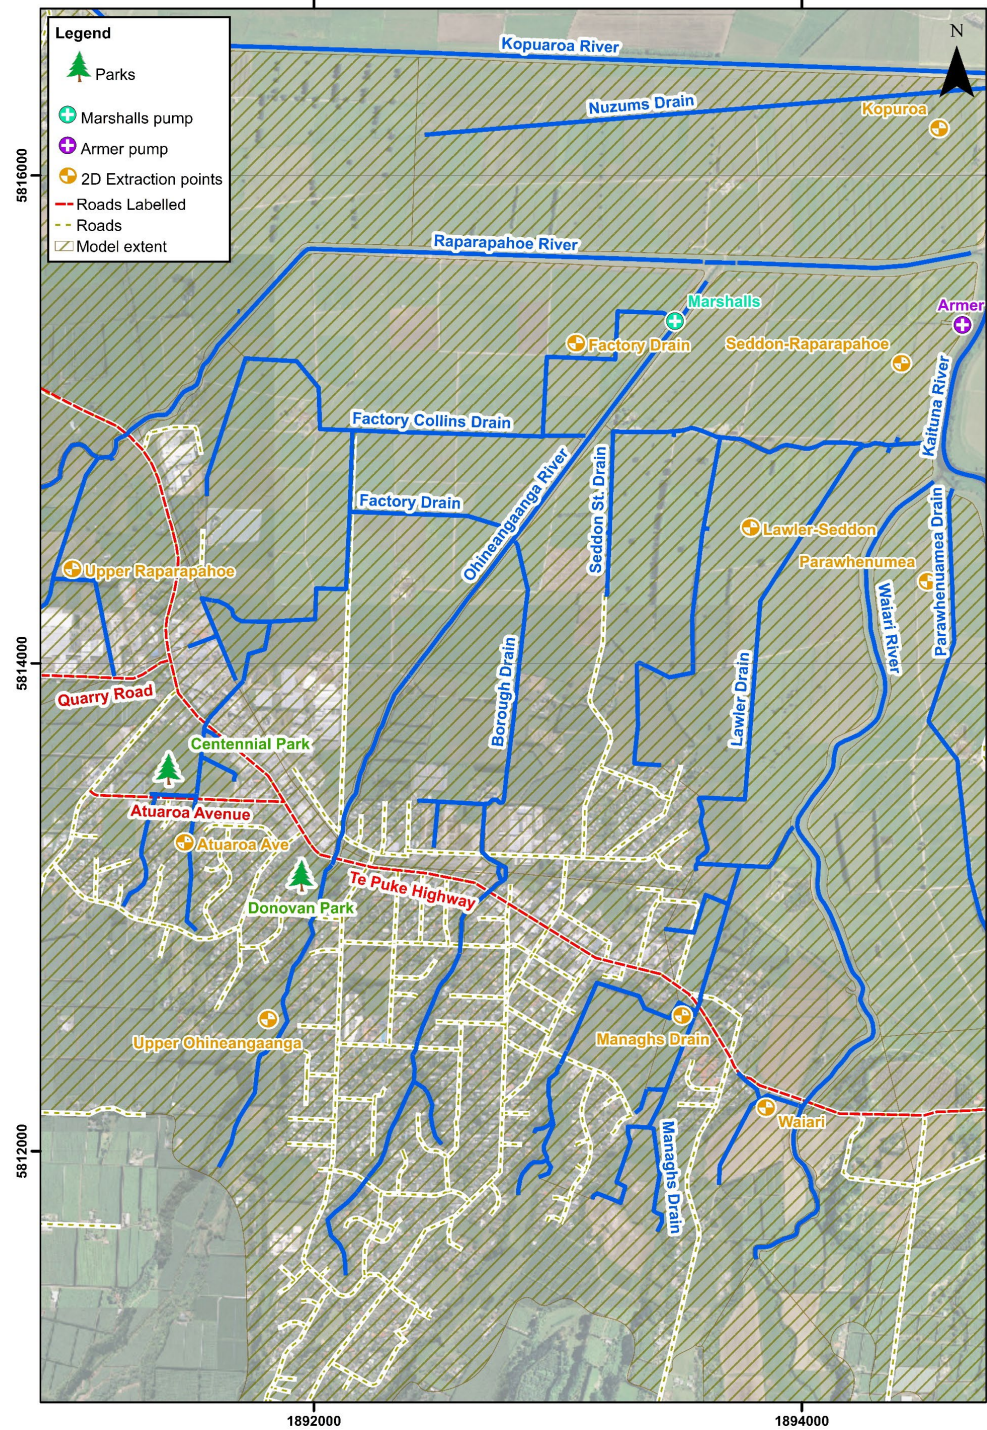 Legend
Parks
Marshalls pump
Armer pump
2D Extraction points
Roads Labelled
Roads
Model extent
N
Kopuaroa River
Nuzums Drain
Kopuroa
5816000
Raparapahoe River
Marshalls
Armer
Factory Drain
Seddon-Raparapahoe
Kaituna River
Factory Collins Drain
Ohineangaanga River
Seddon St. Drain
Factory Drain
Lawler-Seddon
Parawhenumea
Parawhenuamea Drain
Upper Raparapahoe
Waiari River
5814000
Borough Drain
Lawler Drain
Quarry Road
Centennial Park
Atuaroa Avenue
Atuaroa Ave
Te Puke Highway
Donovan Park
Upper Ohineangaanga
Managhs Drain
Waiari
Managhs Drain
5812000
1892000
1894000